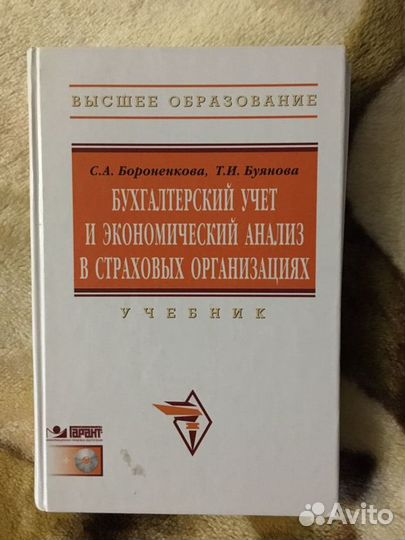 ВЫСШЕЕ ОБРАЗОВАНИЕ
С.А. Бороненкова, Т.И. Буянова
БУХГАЛТЕРСКИЙ УЧЕТ
И ЭКОНОМИЧЕСКИЙ АНАЛИЗ
В СТРАХОВЫХ ОРГАНИЗАЦИЯХ
УЧЕБНИК
ГАРАНТ
Avito